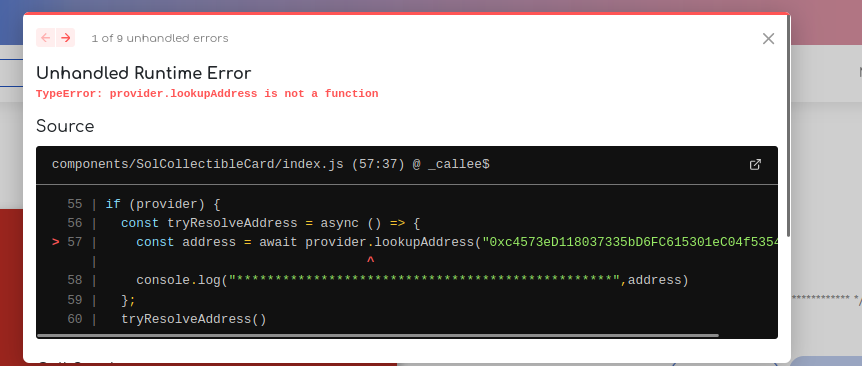 ← → 1 of 9 unhandled errors
Unhandled Runtime Error
TypeError: provider.lookupAddress is not a function
Source
components/SolCollectibleCard/index.js (57:37) @ _callee$
55 | if (provider) {
56 |   const tryResolveAddress = async () => {
> 57 |     const address = await provider.lookupAddress("0xc4573eD118037335bD6FC615301eC04f5354
|                                   ^
58 |     console.log("**************************************************",address)
59 |   };
60 |   tryResolveAddress()
************ */